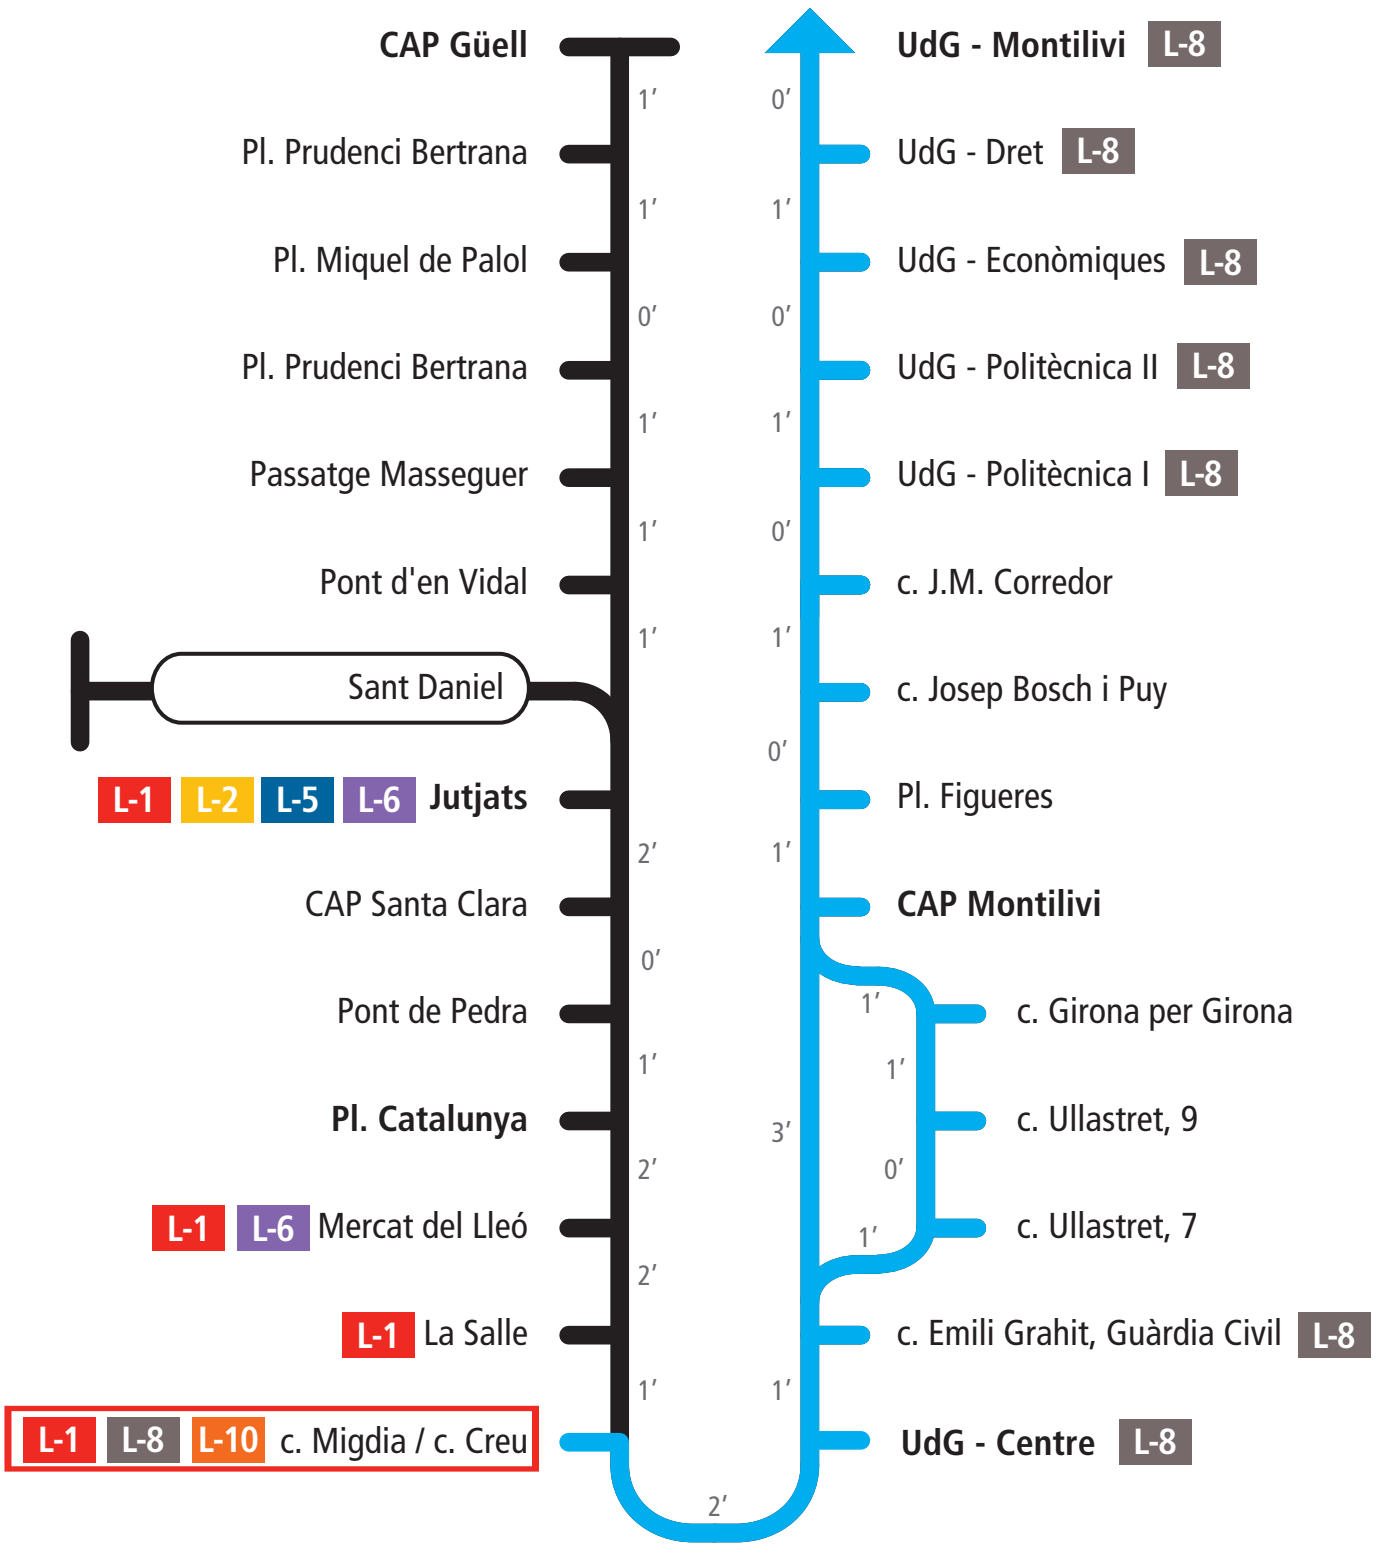 CAP Güell
1’
Pl. Prudenci Bertrana
1’
Pl. Miquel de Palol
0’
Pl. Prudenci Bertrana
1’
Passatge Masseguer
1’
Pont d'en Vidal
1’
Sant Daniel
L-1 L-2 L-5 L-6 Jutjats
2’
CAP Santa Clara
0’
Pont de Pedra
1’
Pl. Catalunya
2’
L-1 L-6 Mercat del Lleó
2’
L-1 La Salle
1’
L-1 L-8 L-10 c. Migdia / c. Creu
2’
UdG - Montilivi L-8
0’
UdG - Dret L-8
1’
UdG - Econòmiques L-8
0’
UdG - Politècnica II L-8
1’
UdG - Politècnica I L-8
0’
c. J.M. Corredor
1’
c. Josep Bosch i Puy
0’
Pl. Figueres
1’
CAP Montilivi
1’
c. Girona per Girona
1’
c. Ullastret, 9
3’
0’
c. Ullastret, 7
1’
c. Emili Grahit, Guàrdia Civil L-8
1’
UdG - Centre L-8